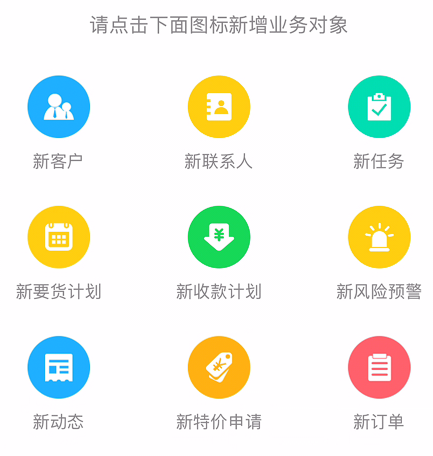 请点击下面图标新增业务对象
新客户
新联系人
新任务
新要货计划
新收款计划
新风险预警
新动态
新特价申请
新订单